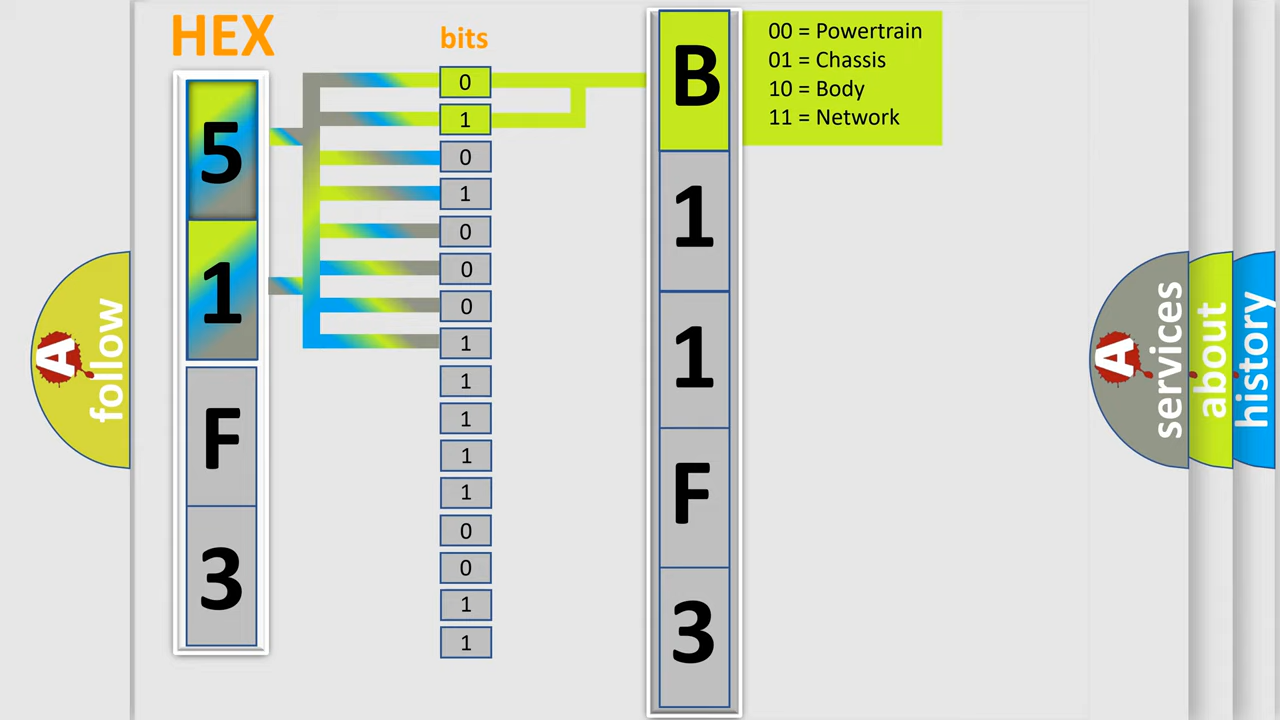 HEX
bits
5
1
F
3
0
1
0
1
0
0
0
1
1
1
1
1
0
0
1
1
B
1
1
F
3
00 = Powertrain
01 = Chassis
10 = Body
11 = Network
A follow
A services
about
history